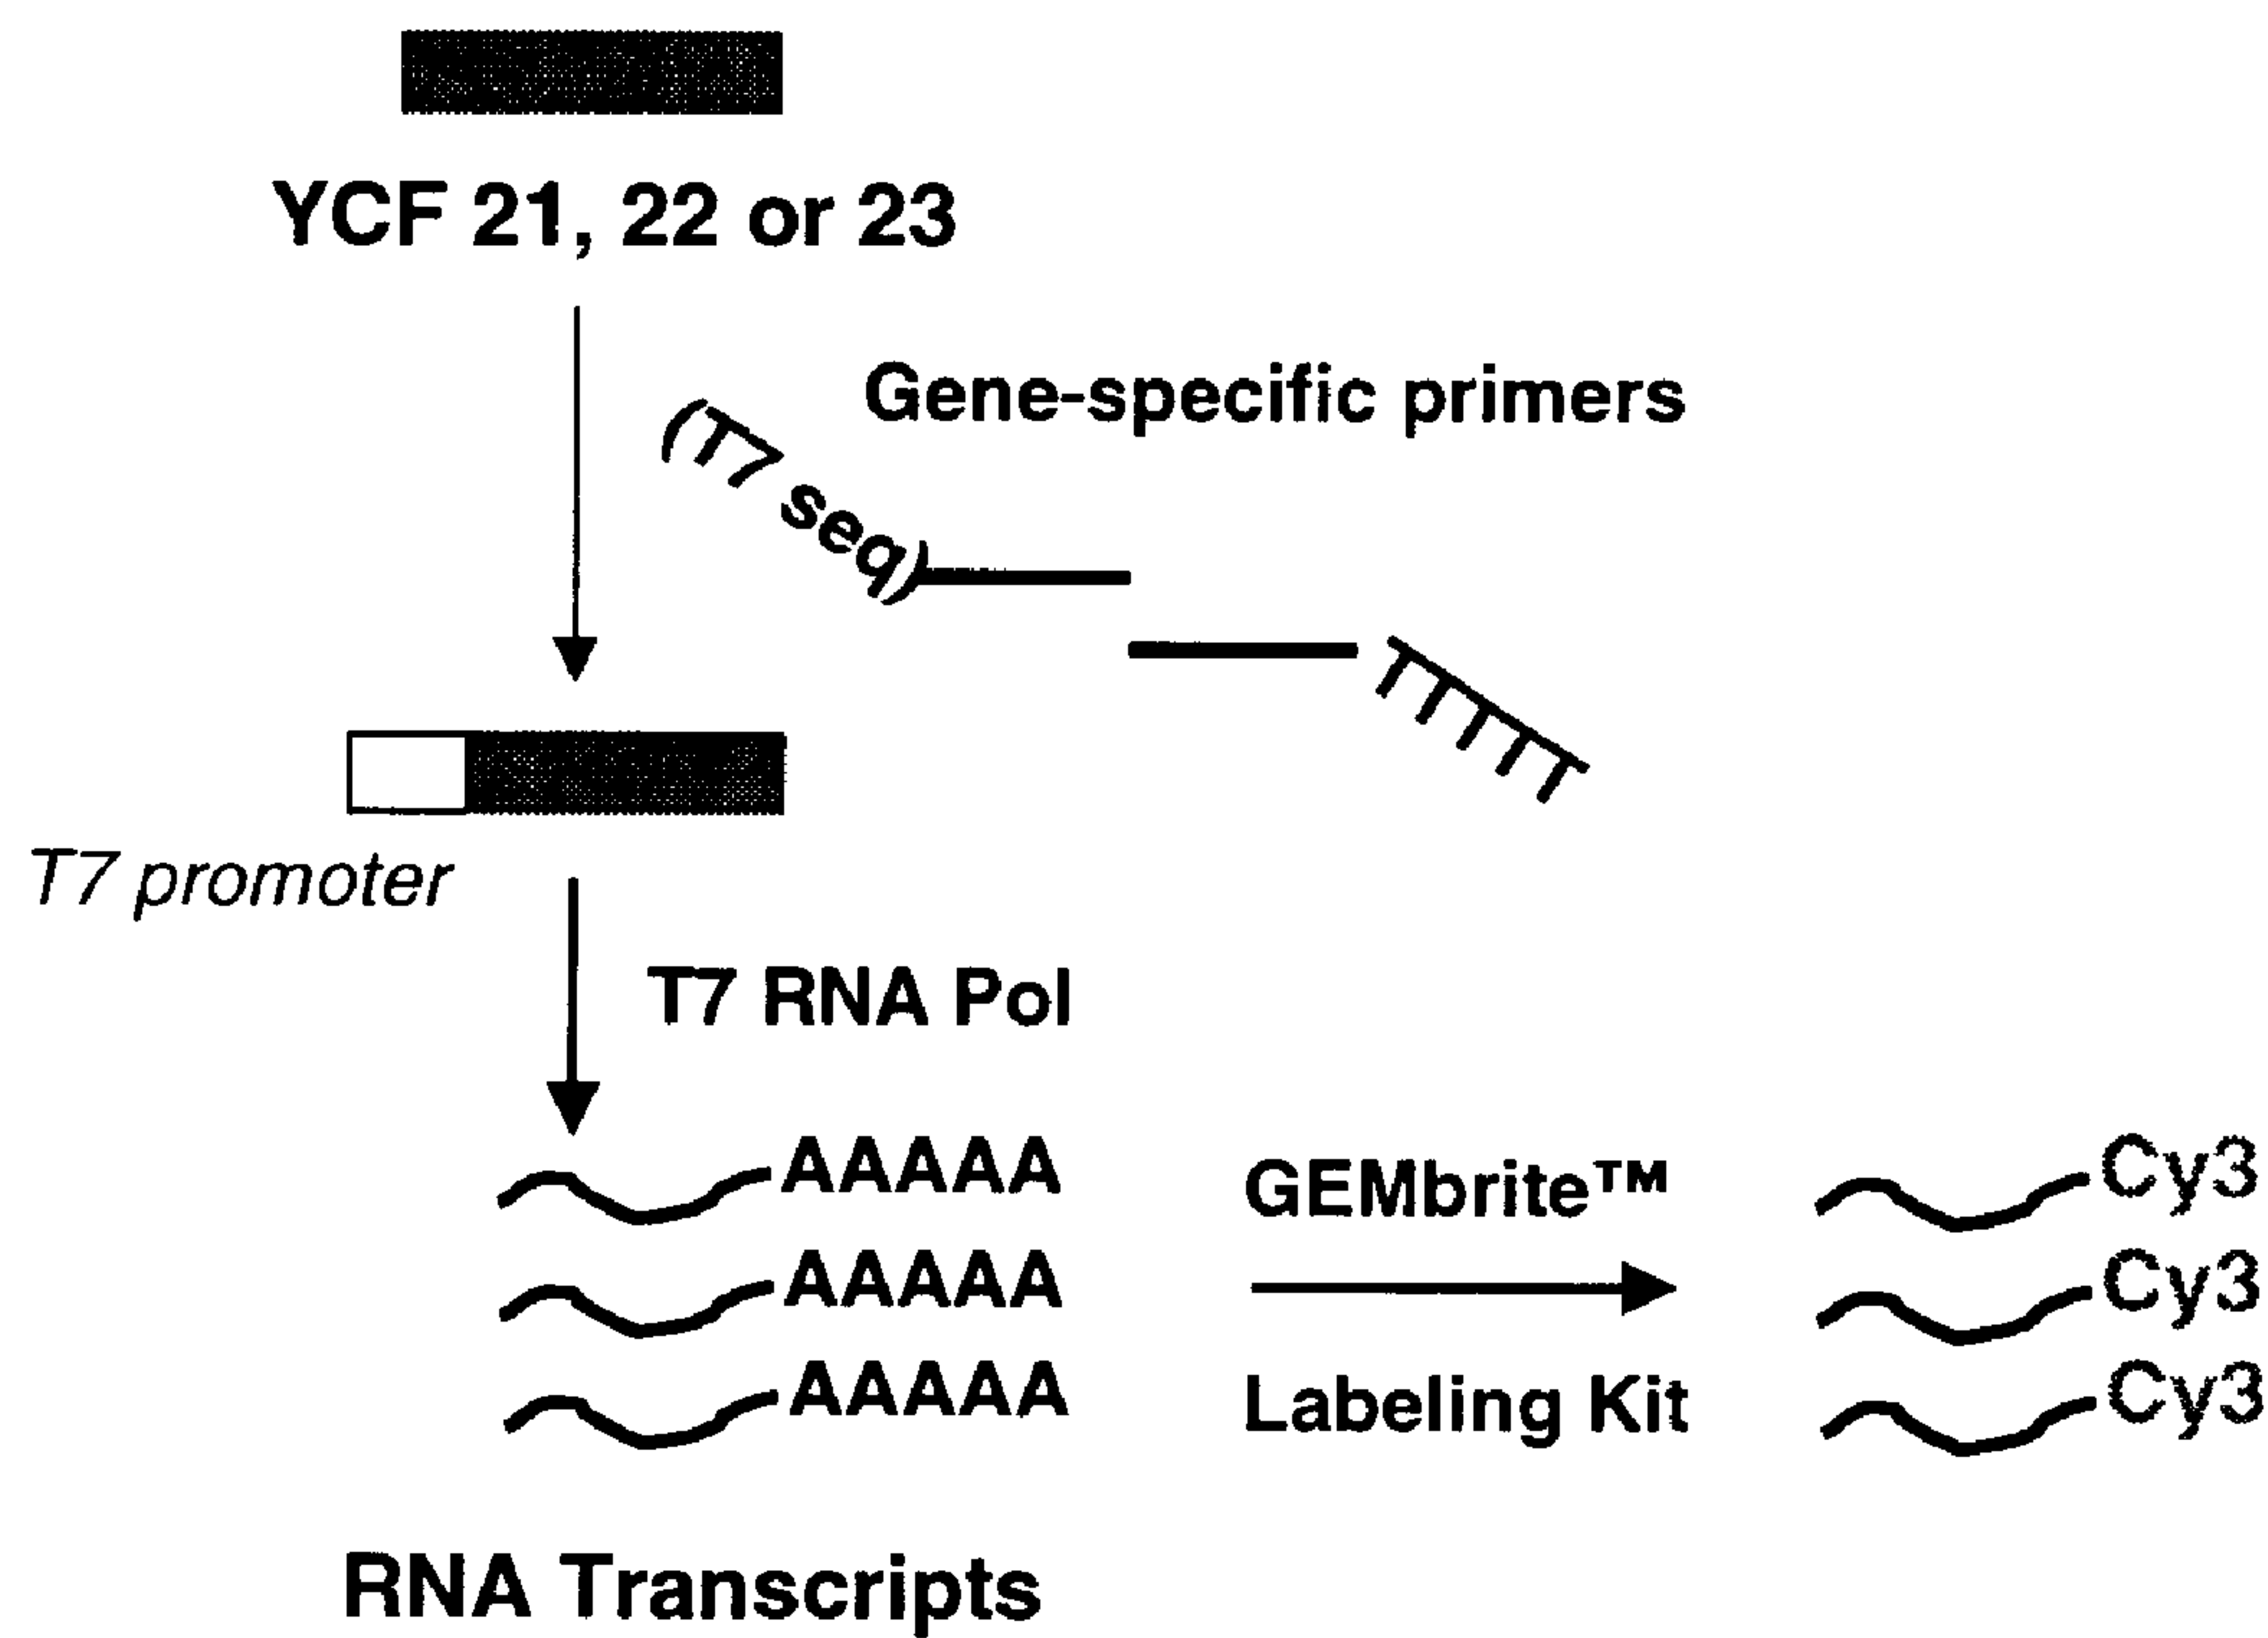 YCF 21, 22 or 23
Gene-specific primers
(T7 seq)
TTTTT
T7 promoter
T7 RNA Pol
AAAAA
AAAAA
AAAAA
GEMbrite™
Labeling Kit
Cy3
Cy3
Cy3
RNA Transcripts